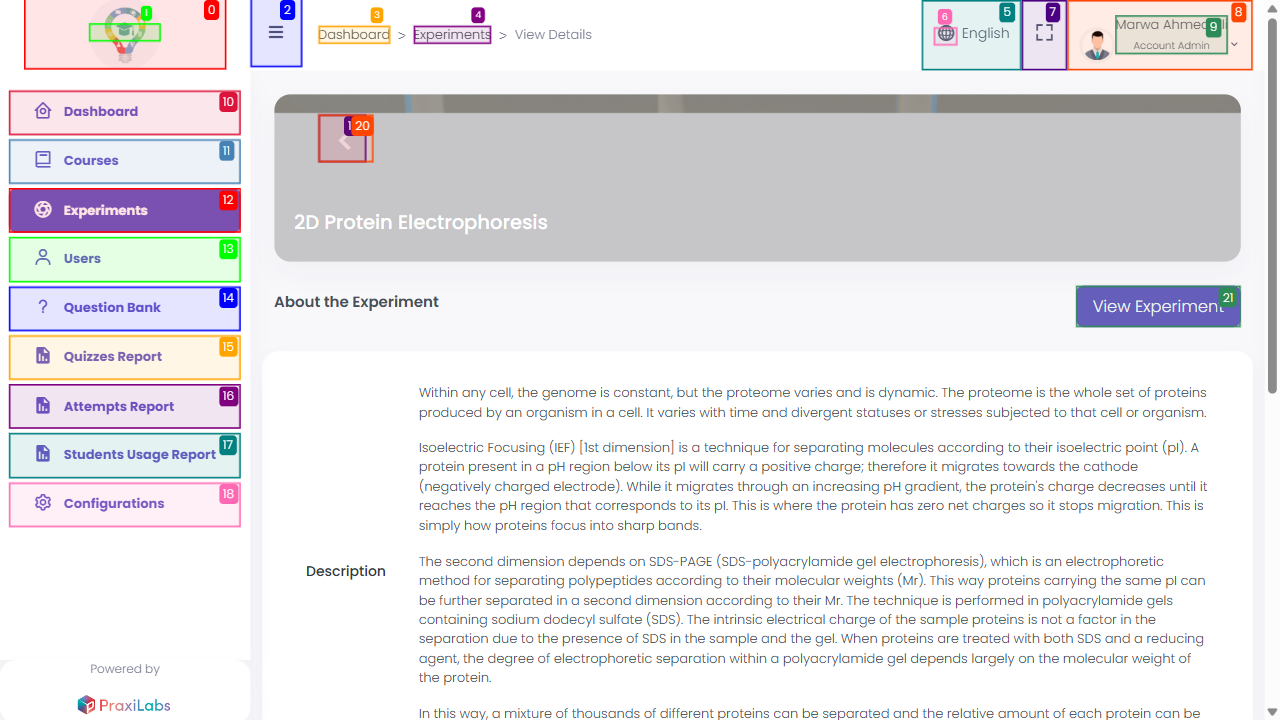 0
1
2
3
4
5
6
7
8
9
Dashboard > Experiments > View Details
English
Marwa Ahmed
Account Admin
Dashboard 10
Courses 11
Experiments 12
Users 13
Question Bank 14
Quizzes Report 15
Attempts Report 16
Students Usage Report 17
Configurations 18
Powered by
PraxiLabs
20
2D Protein Electrophoresis
About the Experiment
View Experiment 21
Description
Within any cell, the genome is constant, but the proteome varies and is dynamic. The proteome is the whole set of proteins
produced by an organism in a cell. It varies with time and divergent statuses or stresses subjected to that cell or organism.
Isoelectric Focusing (IEF) [1st dimension] is a technique for separating molecules according to their isoelectric point (pI). A
protein present in a pH region below its pI will carry a positive charge; therefore it migrates towards the cathode
(negatively charged electrode). While it migrates through an increasing pH gradient, the protein's charge decreases until it
reaches the pH region that corresponds to its pI. This is where the protein has zero net charges so it stops migration. This is
simply how proteins focus into sharp bands.
The second dimension depends on SDS-PAGE (SDS-polyacrylamide gel electrophoresis), which is an electrophoretic
method for separating polypeptides according to their molecular weights (Mr). This way proteins carrying the same pI can
be further separated in a second dimension according to their Mr. The technique is performed in polyacrylamide gels
containing sodium dodecyl sulfate (SDS). The intrinsic electrical charge of the sample proteins is not a factor in the
separation due to the presence of SDS in the sample and the gel. When proteins are treated with both SDS and a reducing
agent, the degree of electrophoretic separation within a polyacrylamide gel depends largely on the molecular weight of
the protein.
In this way, a mixture of thousands of different proteins can be separated and the relative amount of each protein can be